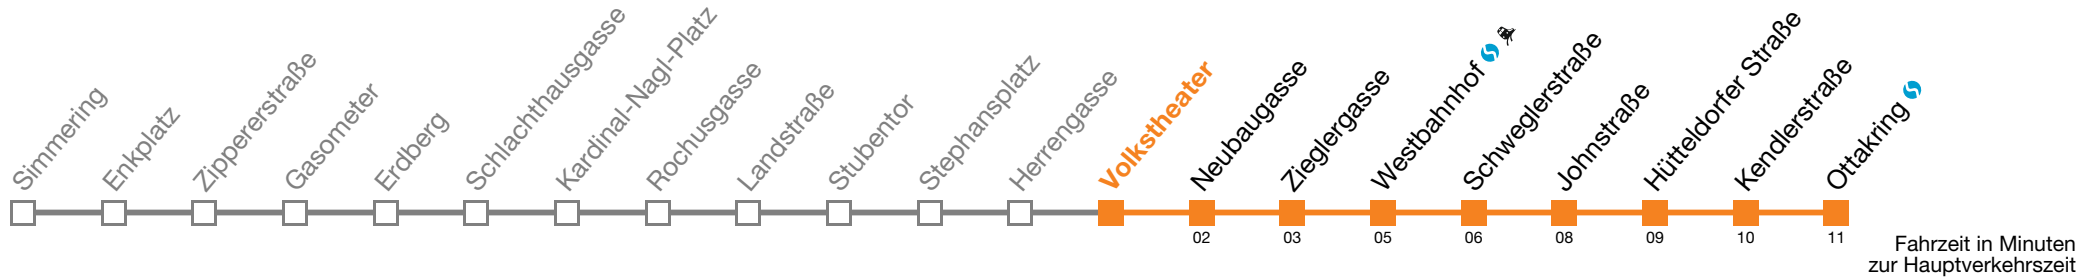 Simmering
Enkplatz
Zippererstraße
Gasometer
Erdberg
Schlachthausgasse
Kardinal-Nagl-Platz
Rochusgasse
Landstraße
Stubentor
Stephansplatz
Herrengasse
Volkstheater
Neubaugasse
Zieglergasse
Westbahnhof
Schweglerstraße
Johnstraße
Hütteldorfer Straße
Kendlerstraße
Ottakring
02 03 05 06 08 09 10 11
Fahrzeit in Minuten
zur Hauptverkehrszeit